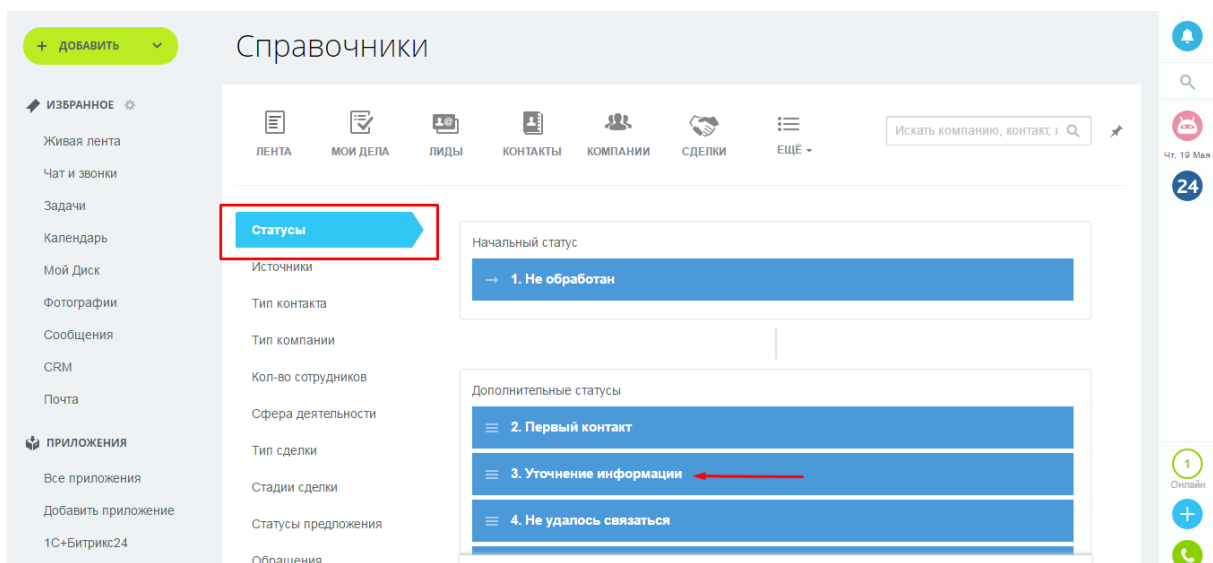 + ДОБАВИТЬ
ИЗБРАННОЕ
Живая лента
Чат и звонки
Задачи
Календарь
Мой Диск
Фотографии
Сообщения
CRM
Почта
ПРИЛОЖЕНИЯ
Все приложения
Добавить приложение
1С+Битрикс24
Справочники
ЛЕНТА
МОИ ДЕЛА
ЛИДЫ
КОНТАКТЫ
КОМПАНИИ
СДЕЛКИ
ЕЩЁ
Искать компанию, контакт,
Статусы
Источники
Тип контакта
Тип компании
Кол-во сотрудников
Сфера деятельности
Тип сделки
Стадии сделки
Статусы предложения
Обращения
Начальный статус
1. Не обработан
Дополнительные статусы
2. Первый контакт
3. Уточнение информации
4. Не удалось связаться
Чт, 19 Мая
24
1
Онлайн